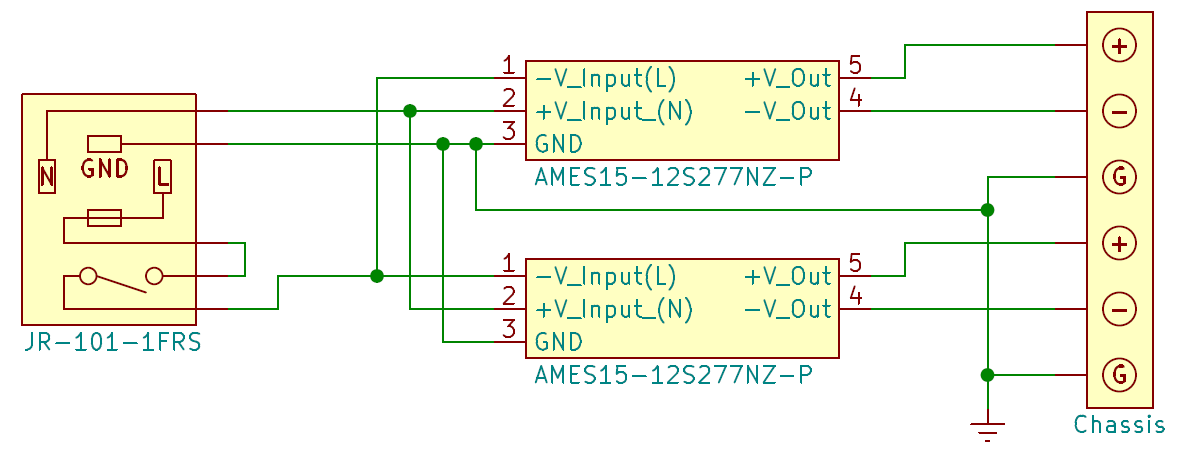 N
GND
L
JR-101-1FRS
1
-V_Input(L)
2
+V_Input_(N)
3
GND
+V_Out
5
-V_Out
4
AMES15-12S277NZ-P
1
-V_Input(L)
2
+V_Input_(N)
3
GND
+V_Out
5
-V_Out
4
AMES15-12S277NZ-P
+
-
G
+
-
G
Chassis